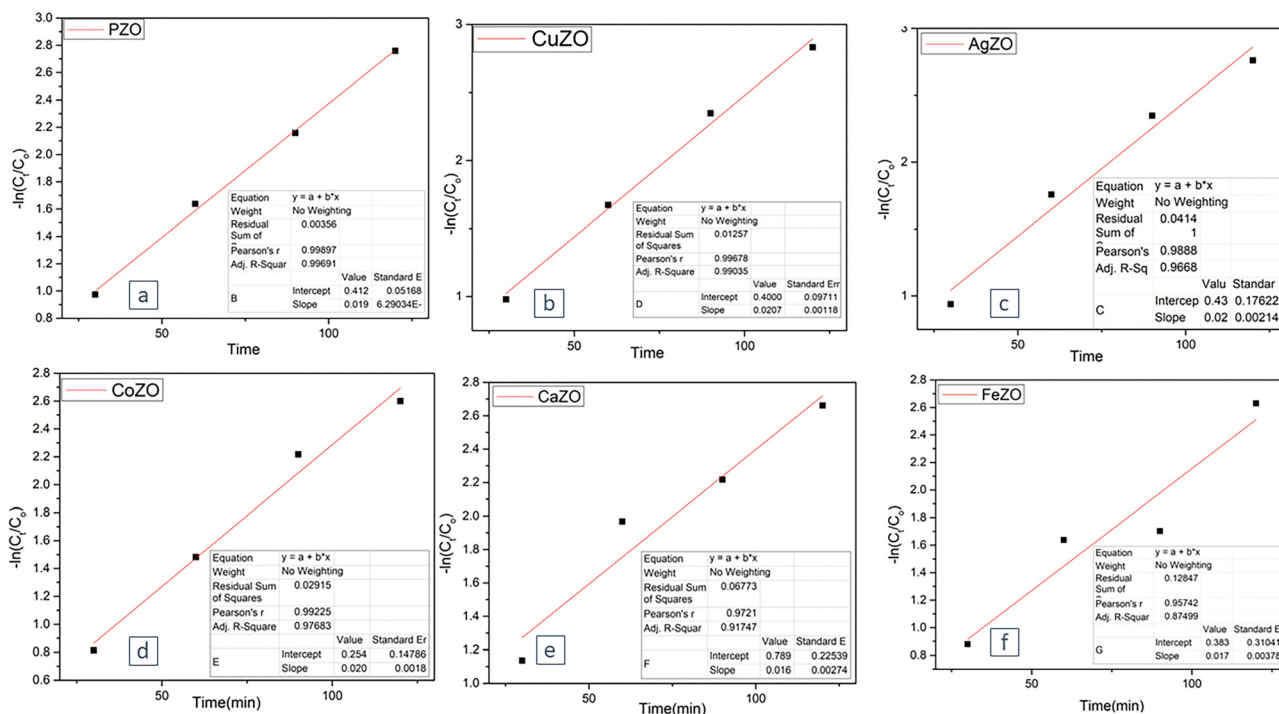 PZO
3.0
2.8
2.6
2.4
2.2
2.0
1.8
1.6
1.4
1.2
1.0
0.8
-ln(Ct/Co)
Equation y = a + b*x
Weight No Weighting
Residual 0.00356
Sum of
Pearson's r 0.99897
Adj. R-Squar 0.99691
Value Standard E
B Intercept 0.412 0.05168
Slope 0.019 6.29034E-
a
50 100
Time
CuZO
3
2
1
-ln(Ct/Co)
Equation y = a + b*x
Weight No Weighting
Residual Sum 0.01257
of Squares
Pearson's r 0.99678
Adj. R-Square 0.99035
Value Standard Err
D Intercept 0.4000 0.09711
Slope 0.0207 0.00118
b
50 100
Time
AgZO
3
2
1
-ln(Ct/Co)
Equation y = a + b*x
Weight No Weighting
Residual 0.0414
Sum of 1
Pearson's 0.9888
Adj. R-Sq 0.9668
Valu Standar
C Intercep 0.43 0.17622
Slope 0.02 0.00214
c
50 100
Time
CoZO
2.8
2.6
2.4
2.2
2.0
1.8
1.6
1.4
1.2
1.0
0.8
0.6
-ln(Ct/Co)
Equation y = a + b*x
Weight No Weighting
Residual Sum 0.02915
of Squares
Pearson's r 0.99225
Adj. R-Square 0.97683
Value Standard Er
E Intercept 0.254 0.14786
Slope 0.020 0.0018
d
50 100
Time(min)
CaZO
2.8
2.6
2.4
2.2
2.0
1.8
1.6
1.4
1.2
1.0
-ln(Ct/Co)
Equation y = a + b*x
Weight No Weighting
Residual Sum 0.06773
of Squares
Pearson's r 0.9721
Adj. R-Squar 0.91747
Value Standard E
F Intercept 0.789 0.22539
Slope 0.016 0.00274
e
50 100
Time(min)
FeZO
2.8
2.6
2.4
2.2
2.0
1.8
1.6
1.4
1.2
1.0
0.8
0.6
-ln(Ct/Co)
Equation y = a + b*x
Weight No Weighting
Residual 0.12847
Sum of
Pearson's r 0.95742
Adj. R-Squar 0.87499
Value Standard E
G Intercept 0.383 0.31041
Slope 0.017 0.00378
f
50 100
Time(min)